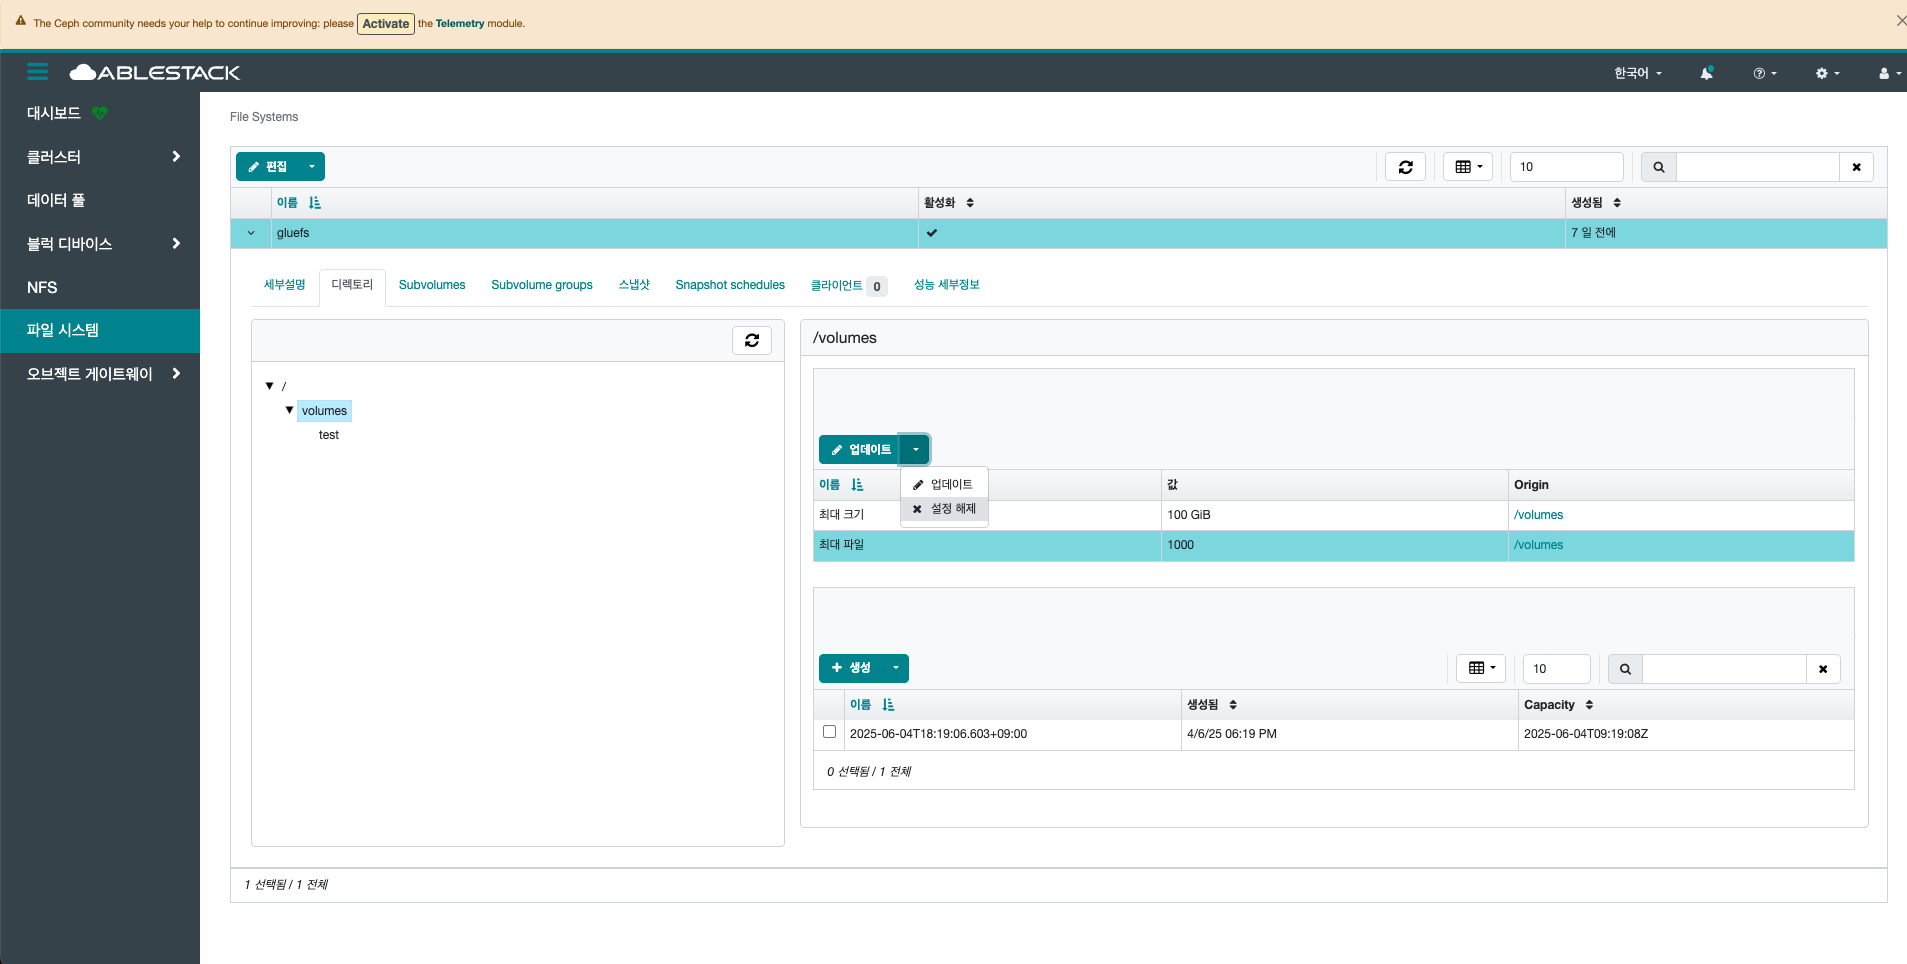 The Ceph community needs your help to continue improving: please Activate the Telemetry module.
ABLESTACK
한국어
대시보드
클러스터
데이터 풀
블럭 디바이스
NFS
파일 시스템
오브젝트 게이트웨이
File Systems
편집
10
이름 활성화 생성됨
gluefs 7 일 전에
세부설명 디렉토리 Subvolumes Subvolume groups 스냅샷 Snapshot schedules 클라이언트 0 성능 세부정보
/
volumes
test
/volumes
업데이트
업데이트
설정 해제
이름 값 Origin
최대 크기 100 GiB /volumes
최대 파일 1000 /volumes
생성 10
이름 생성됨 Capacity
2025-06-04T18:19:06.603+09:00 4/6/25 06:19 PM 2025-06-04T09:19:08Z
0 선택됨 / 1 전체
1 선택됨 / 1 전체